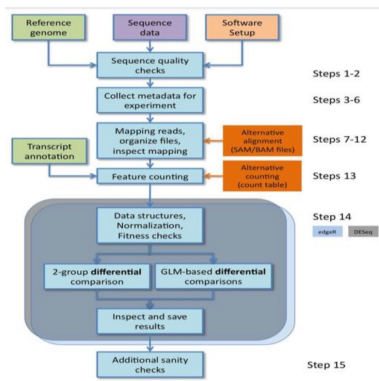 Reference
genome
Sequence
data
Software
Setup
Sequence quality
checks
Steps 1-2
Collect metadata for
experiment
Steps 3-6
Mapping reads,
organize files,
inspect mapping
Alternative
alignment
(SAM/BAM files)
Steps 7-12
Transcript
annotation
Feature counting
Alternative
counting
(count table)
Steps 13
Data structures,
Normalization,
Fitness checks
Step 14
edgeR
DESeq
2-group differential
comparison
GLM-based differential
comparisons
Inspect and save
results
Additional sanity
checks
Step 15